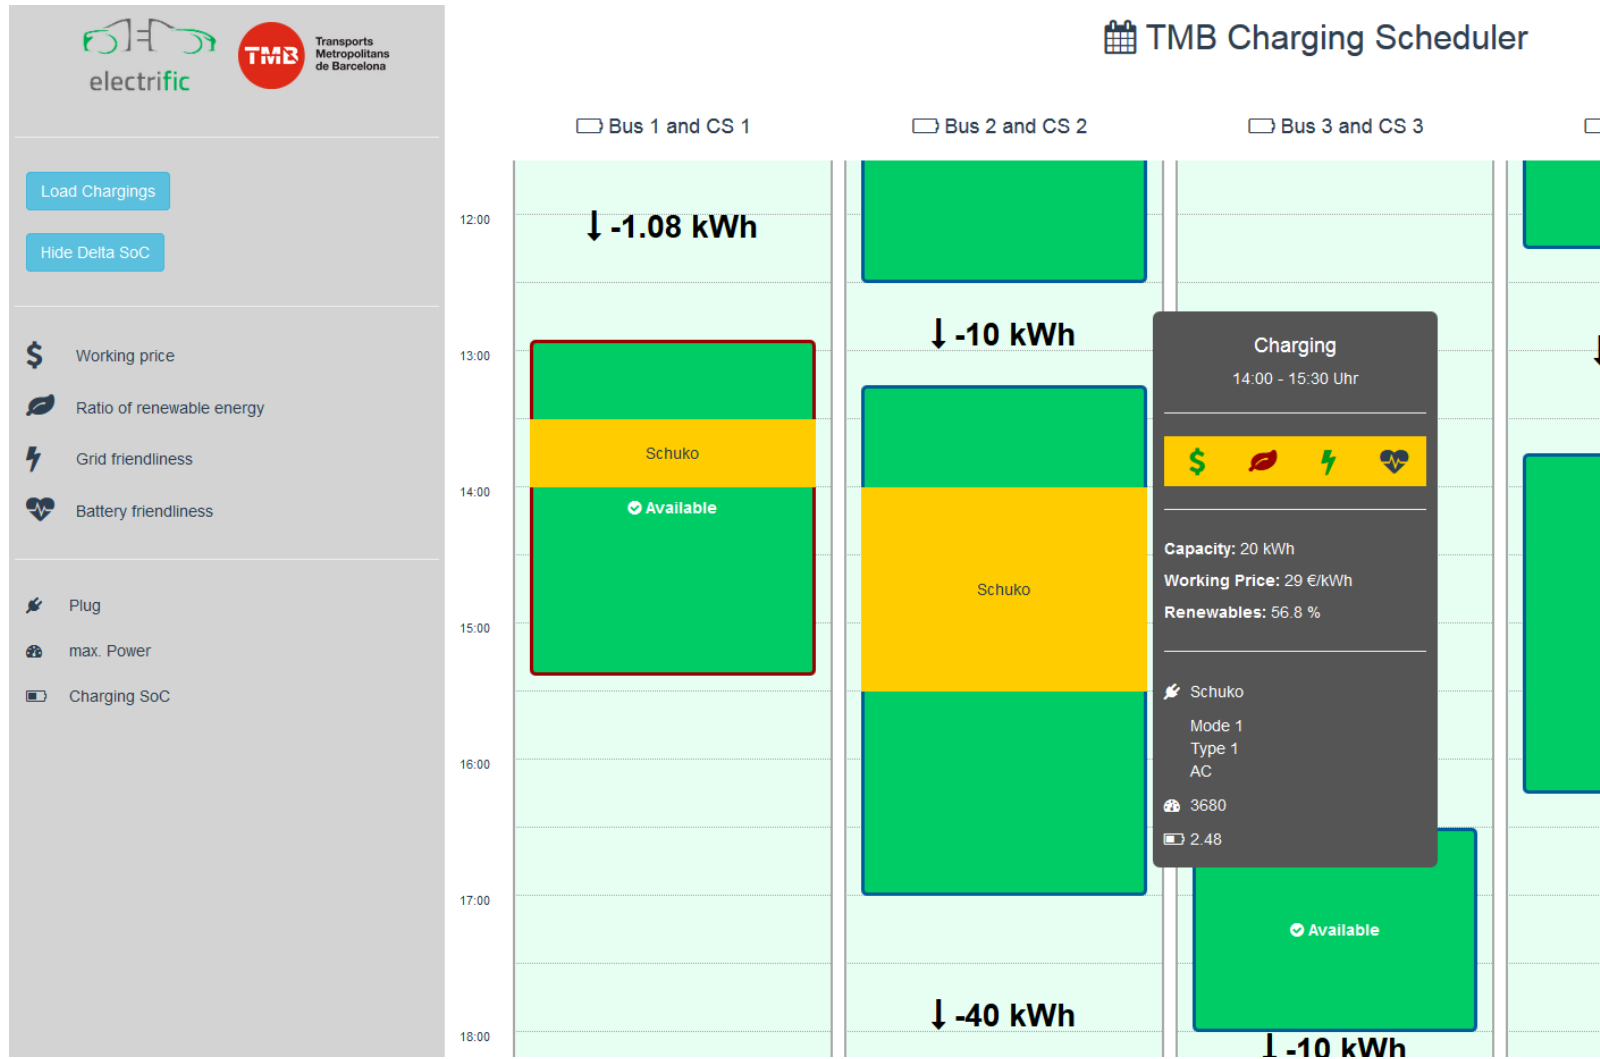 electrific
TMB
Transports
Metropolitans
de Barcelona
TMB Charging Scheduler
Load Chargings
Hide Delta SoC
Working price
Ratio of renewable energy
Grid friendliness
Battery friendliness
Plug
max. Power
Charging SoC
Bus 1 and CS 1
Bus 2 and CS 2
Bus 3 and CS 3
12:00
13:00
14:00
15:00
16:00
17:00
18:00
-1.08 kWh
Schuko
Available
-10 kWh
Schuko
-40 kWh
Charging
14:00 - 15:30 Uhr
Capacity: 20 kWh
Working Price: 29 €/kWh
Renewables: 56.8 %
Schuko
Mode 1
Type 1
AC
3680
2.48
Available
-10 kWh